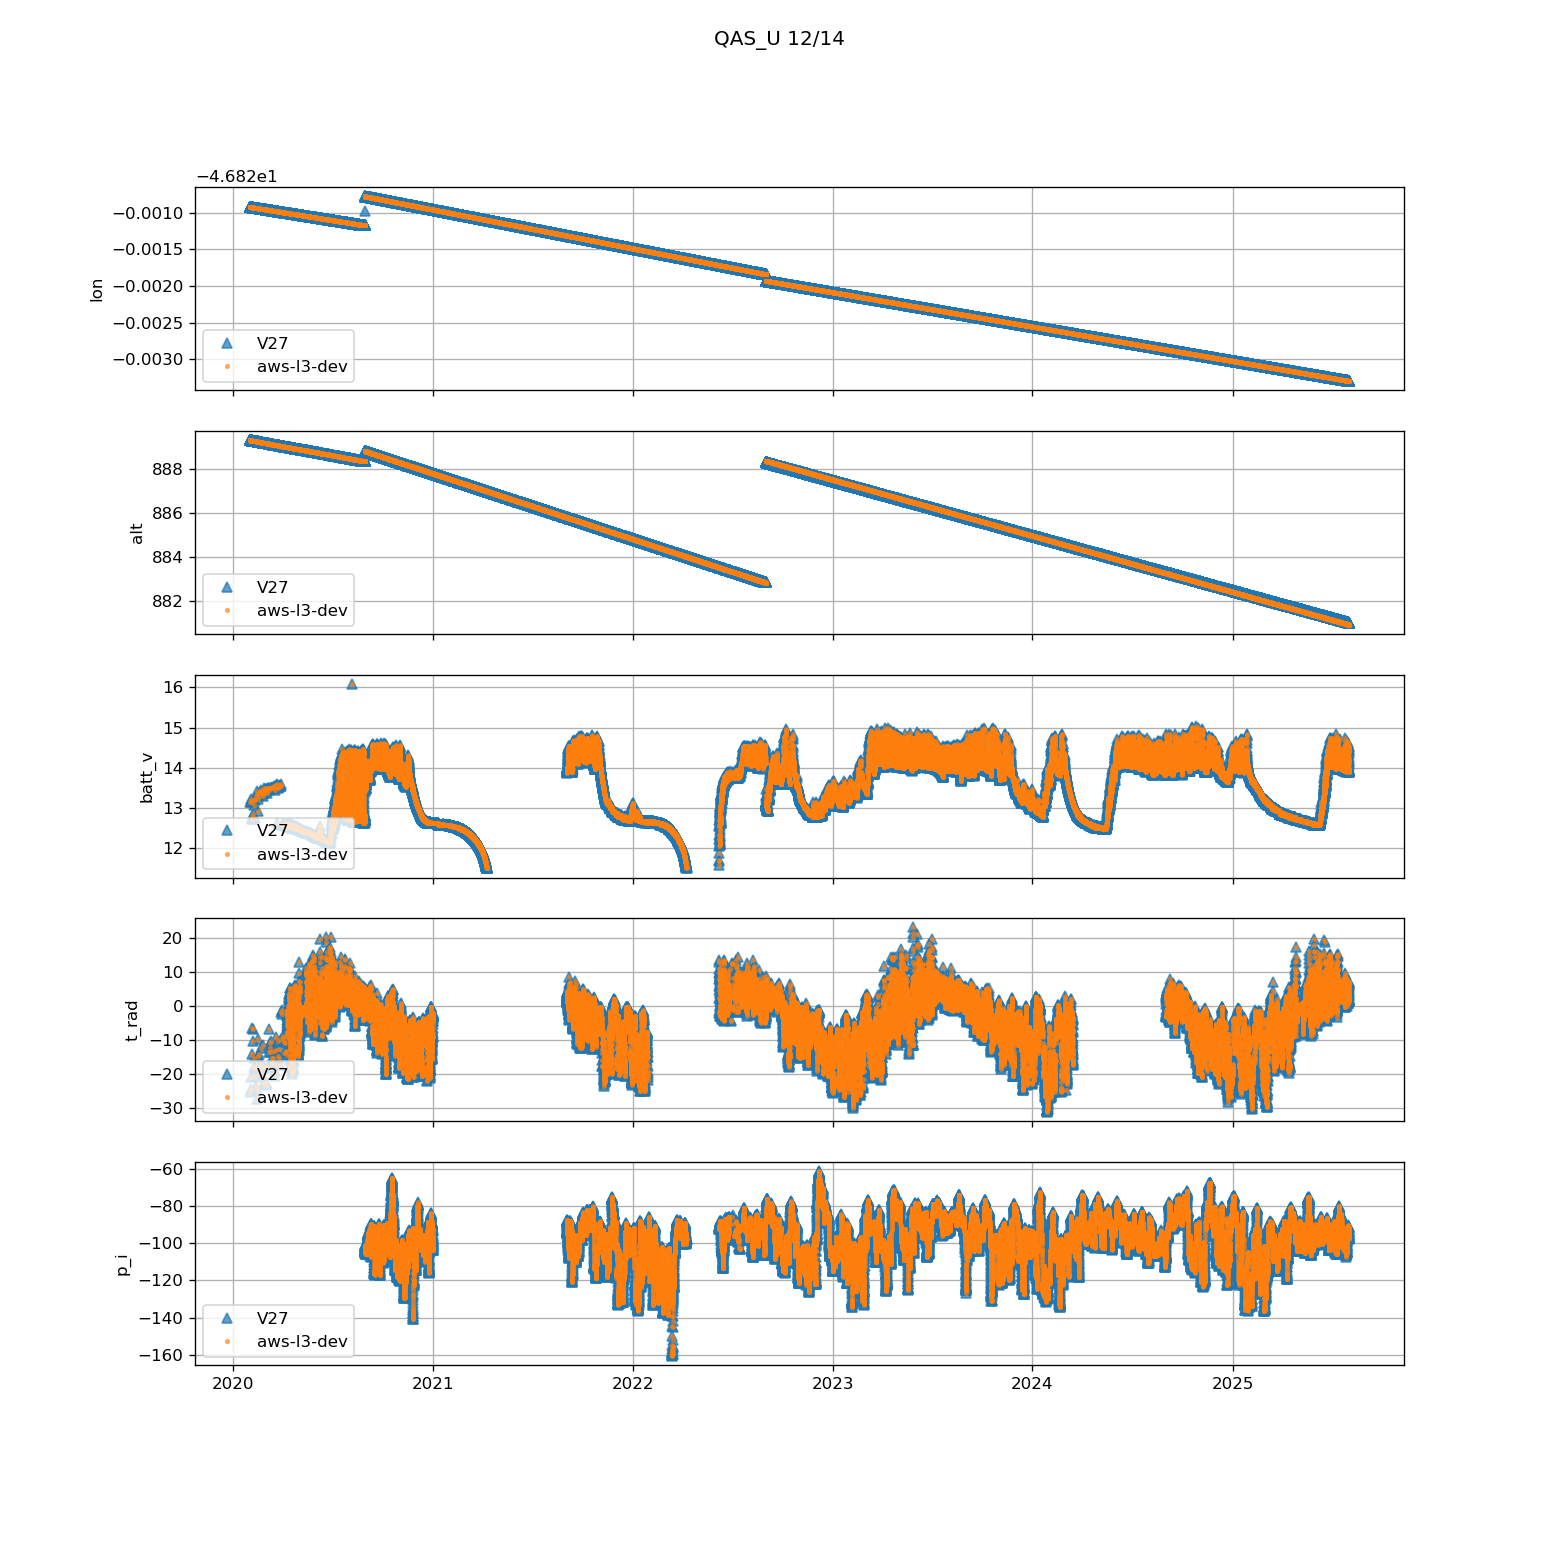 QAS_U 12/14
−4.682e1
−0.0010
−0.0015
−0.0020
−0.0025
−0.0030
lon
V27
aws-l3-dev
888
886
884
882
alt
V27
aws-l3-dev
16
15
14
13
12
batt_v
V27
aws-l3-dev
20
10
0
−10
−20
−30
t_rad
V27
aws-l3-dev
−60
−80
−100
−120
−140
−160
p_i
V27
aws-l3-dev
2020
2021
2022
2023
2024
2025